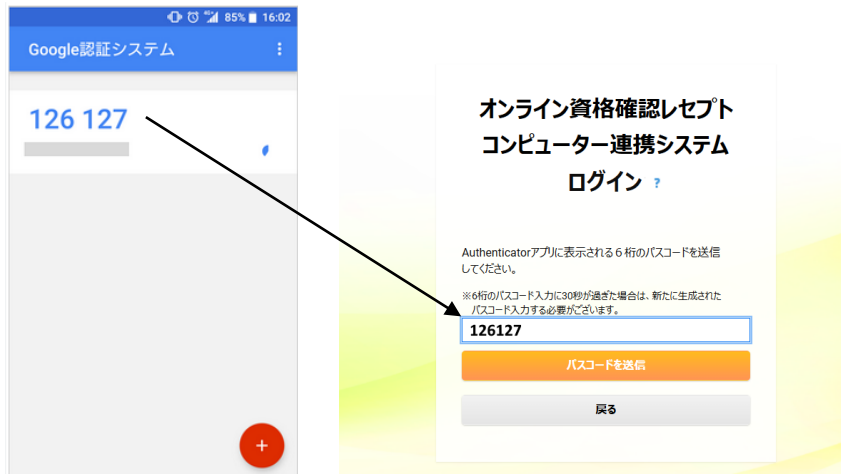 85% 16:02
Google認証システム
126 127
オンライン資格確認レセプト
コンピューター連携システム
ログイン ?
Authenticatorアプリに表示される６桁のパスコードを送信
してください。
※6桁のパスコード入力に30秒が過ぎた場合は、新たに生成された
パスコード入力する必要がございます。
126127
パスコードを送信
戻る